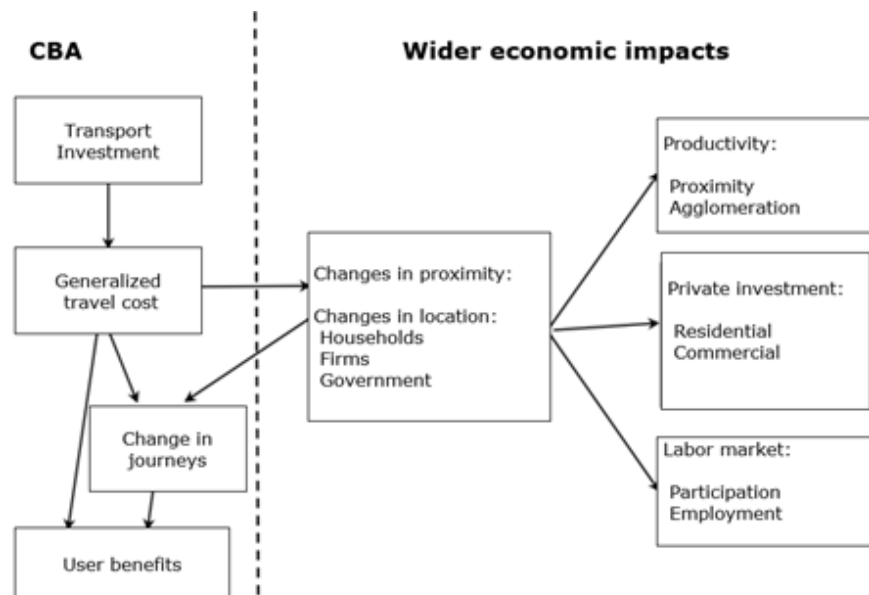 CBA
Wider economic impacts
Transport
Investment
Generalized
travel cost
Change in
journeys
User benefits
Changes in proximity:
Changes in location:
Households
Firms
Government
Productivity:
Proximity
Agglomeration
Private investment:
Residential
Commercial
Labor market:
Participation
Employment